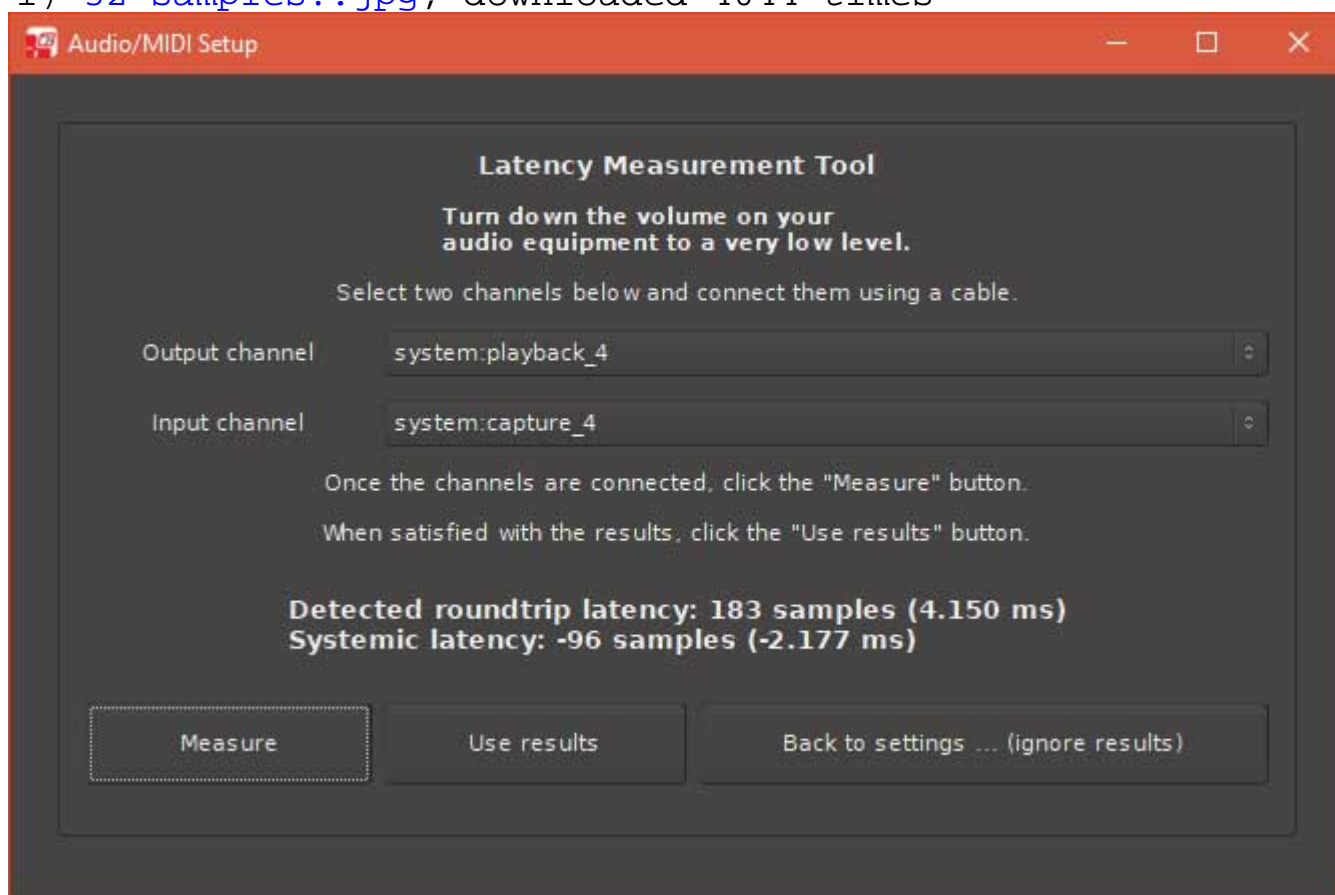 samples..jpg, downloaded times
Audio/MIDI Setup
Latency Measurement Tool
Turn down the volume on your
audio equipment to a very low level.
Select two channels below and connect them using a cable.
Output channel system:playback_4
Input channel system:capture_4
Once the channels are connected, click the "Measure" button.
When satisfied with the results, click the "Use results" button.
Detected roundtrip latency: 183 samples (4.150 ms)
Systemic latency: -96 samples (-2.177 ms)
Measure Use results Back to settings ... (ignore results)